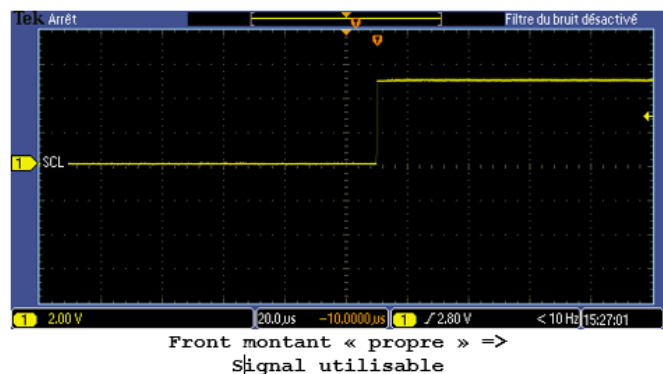 Tek Arrêt Filtre du bruit désactivé
1 SCL
1 2.00 V 20.0µs -10.0000µs 1 2.80 V < 10 Hz 15:27:01
Front montant « propre » =>
Signal utilisable